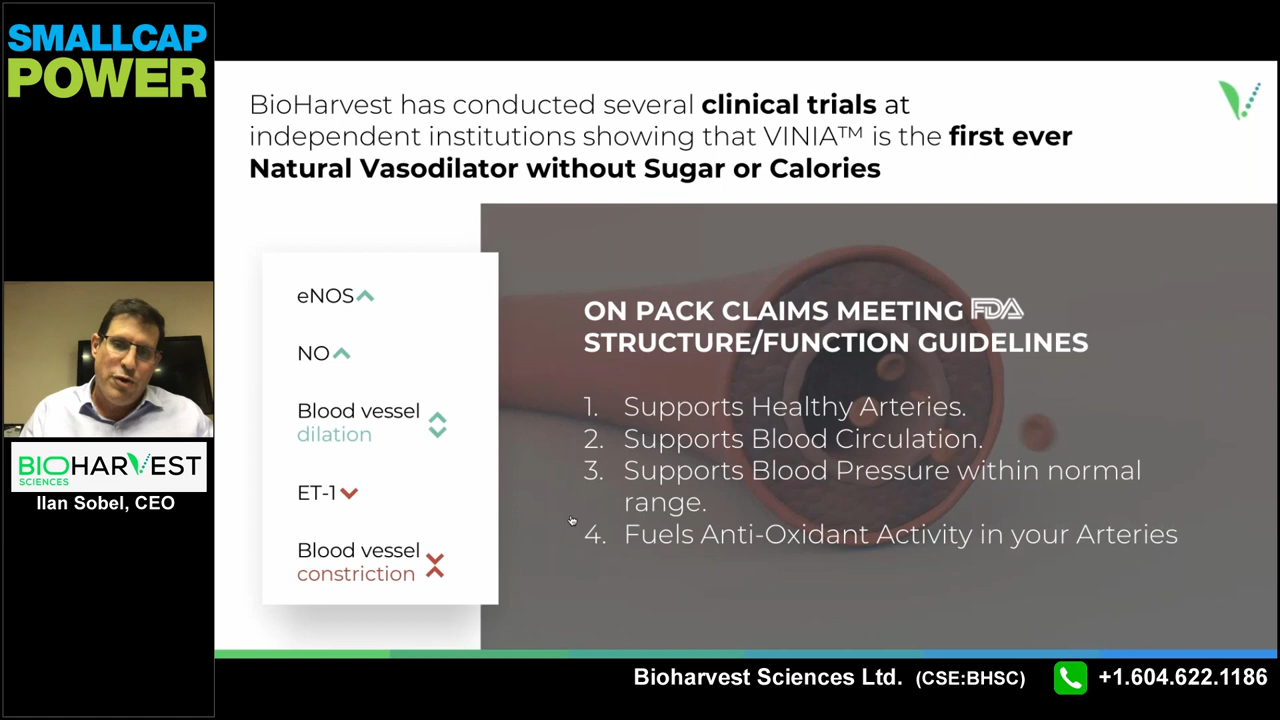 SMALLCAP
POWER
BioHarvest has conducted several clinical trials at
independent institutions showing that VINIA™ is the first ever
Natural Vasodilator without Sugar or Calories
eNOS
NO
Blood vessel
dilation
ET-1
Blood vessel
constriction
ON PACK CLAIMS MEETING FDA
STRUCTURE/FUNCTION GUIDELINES
1. Supports Healthy Arteries.
2. Supports Blood Circulation.
3. Supports Blood Pressure within normal
range.
4. Fuels Anti-Oxidant Activity in your Arteries
BIOHARVEST
SCIENCES
Ilan Sobel, CEO
Bioharvest Sciences Ltd. (CSE:BHSC) +1.604.622.1186